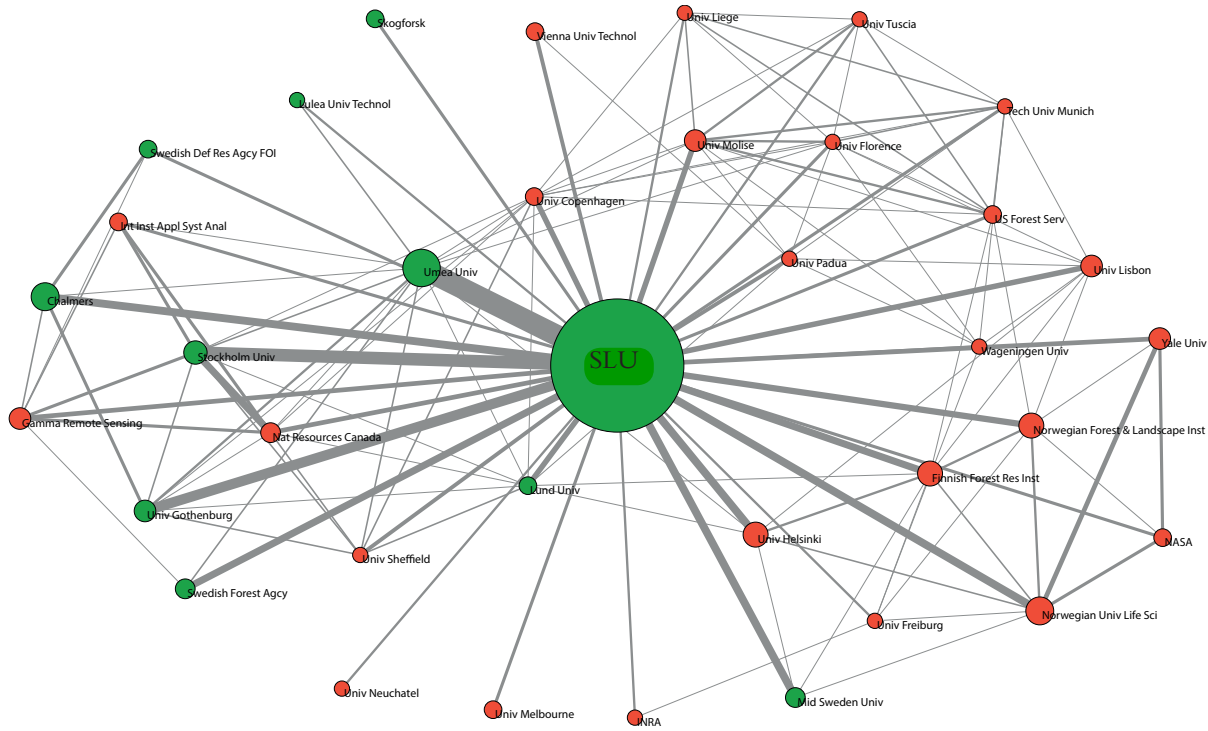 Skogforsk
Univ Liege
Univ Tuscia
Vienna Univ Technol
Lulea Univ Technol
Tech Univ Munich
Swedish Def Res Agcy FOI
Univ Molise
Univ Florence
Univ Copenhagen
US Forest Serv
Int Inst Appl Syst Anal
Univ Padua
Umea Univ
Univ Lisbon
Chalmers
Yale Univ
Stockholm Univ
SLU
Wageningen Univ
Gamma Remote Sensing
Nat Resources Canada
Norwegian Forest & Landscape Inst
Finnish Forest Res Inst
Lund Univ
Univ Gothenburg
Univ Helsinki
NASA
Univ Sheffield
Swedish Forest Agcy
Norwegian Univ Life Sci
Univ Freiburg
Univ Neuchatel
Mid Sweden Univ
Univ Melbourne
INRA